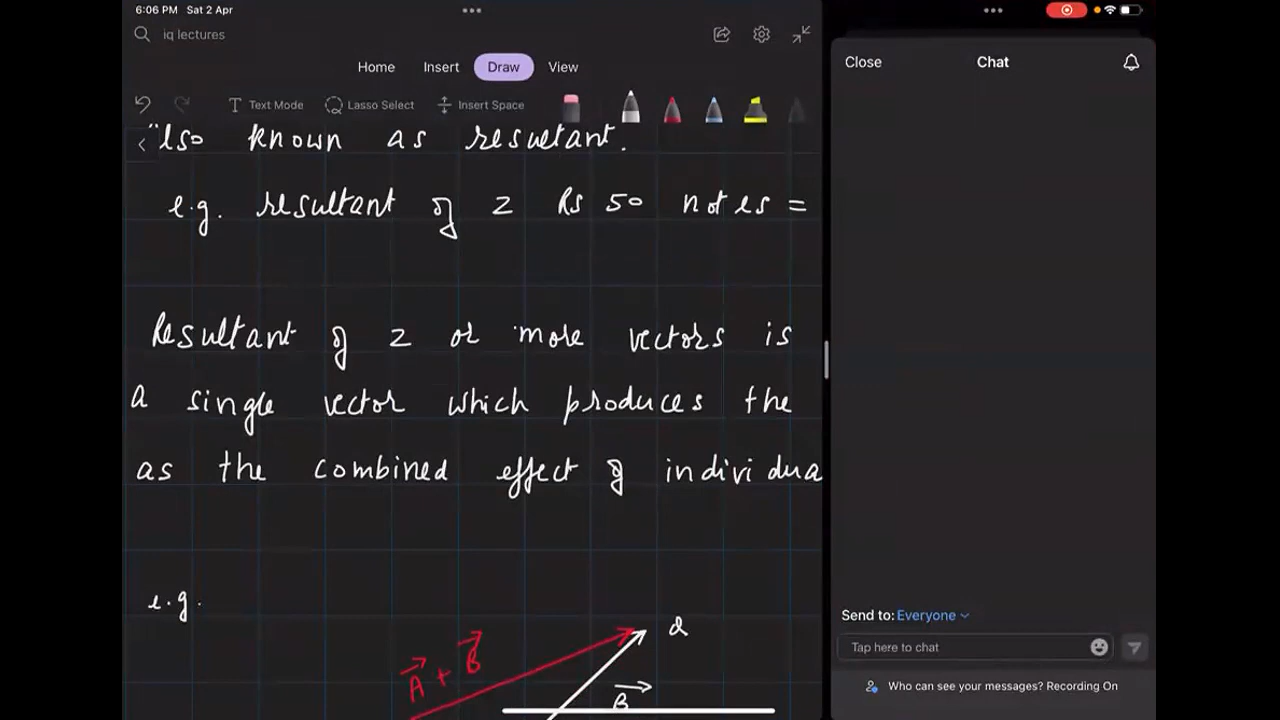 6:06 PM Sat 2 Apr
iq lectures
Home Insert Draw View
Text Mode Lasso Select Insert Space
lso known as resultant.
e.g. resultant of 2 Rs 50 notes =
Resultant of 2 or more vectors is
a single vector which produces the
as the combined effect of individua
e.g.
A + B
B
Close Chat
Send to: Everyone
Tap here to chat
Who can see your messages? Recording On